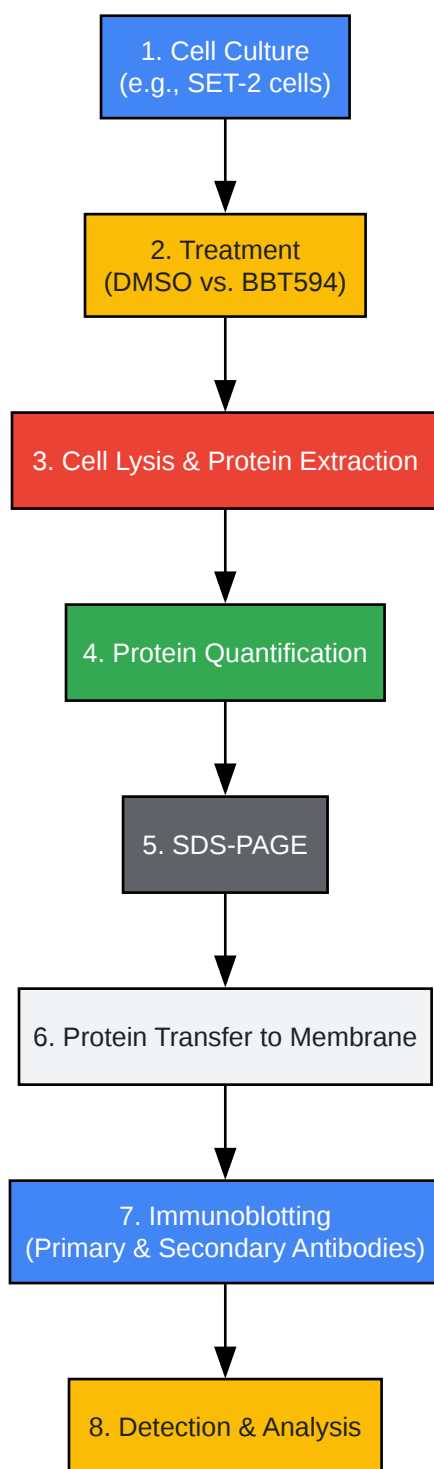 1. Cell Culture
(e.g., SET-2 cells)
2. Treatment
(DMSO vs. BBT594)
3. Cell Lysis & Protein Extraction
4. Protein Quantification
5. SDS-PAGE
6. Protein Transfer to Membrane
7. Immunoblotting
(Primary & Secondary Antibodies)
8. Detection & Analysis